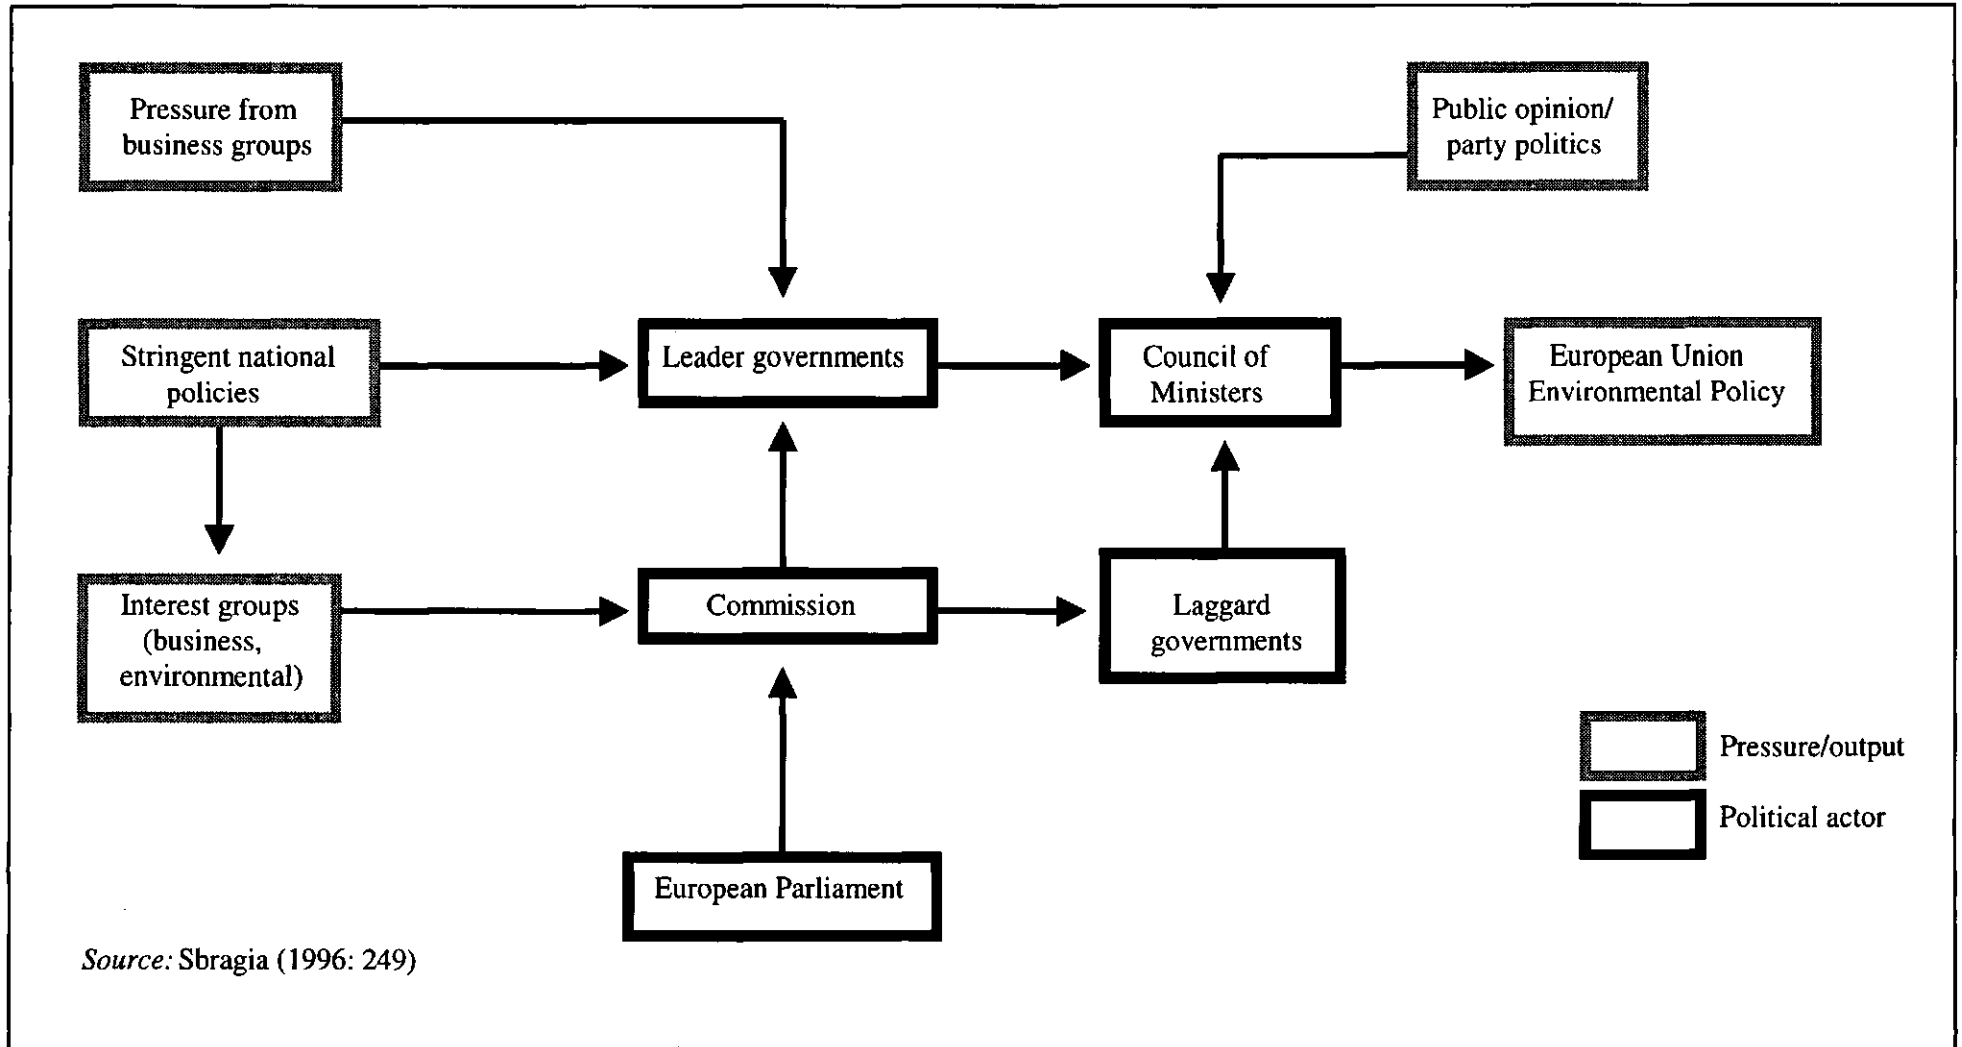 Pressure from
business groups
Public opinion/
party politics
Stringent national
policies
Leader governments
Council of
Ministers
European Union
Environmental Policy
Interest groups
(business,
environmental)
Commission
Laggard
governments
Pressure/output
Political actor
European Parliament
Source: Sbragia (1996: 249)